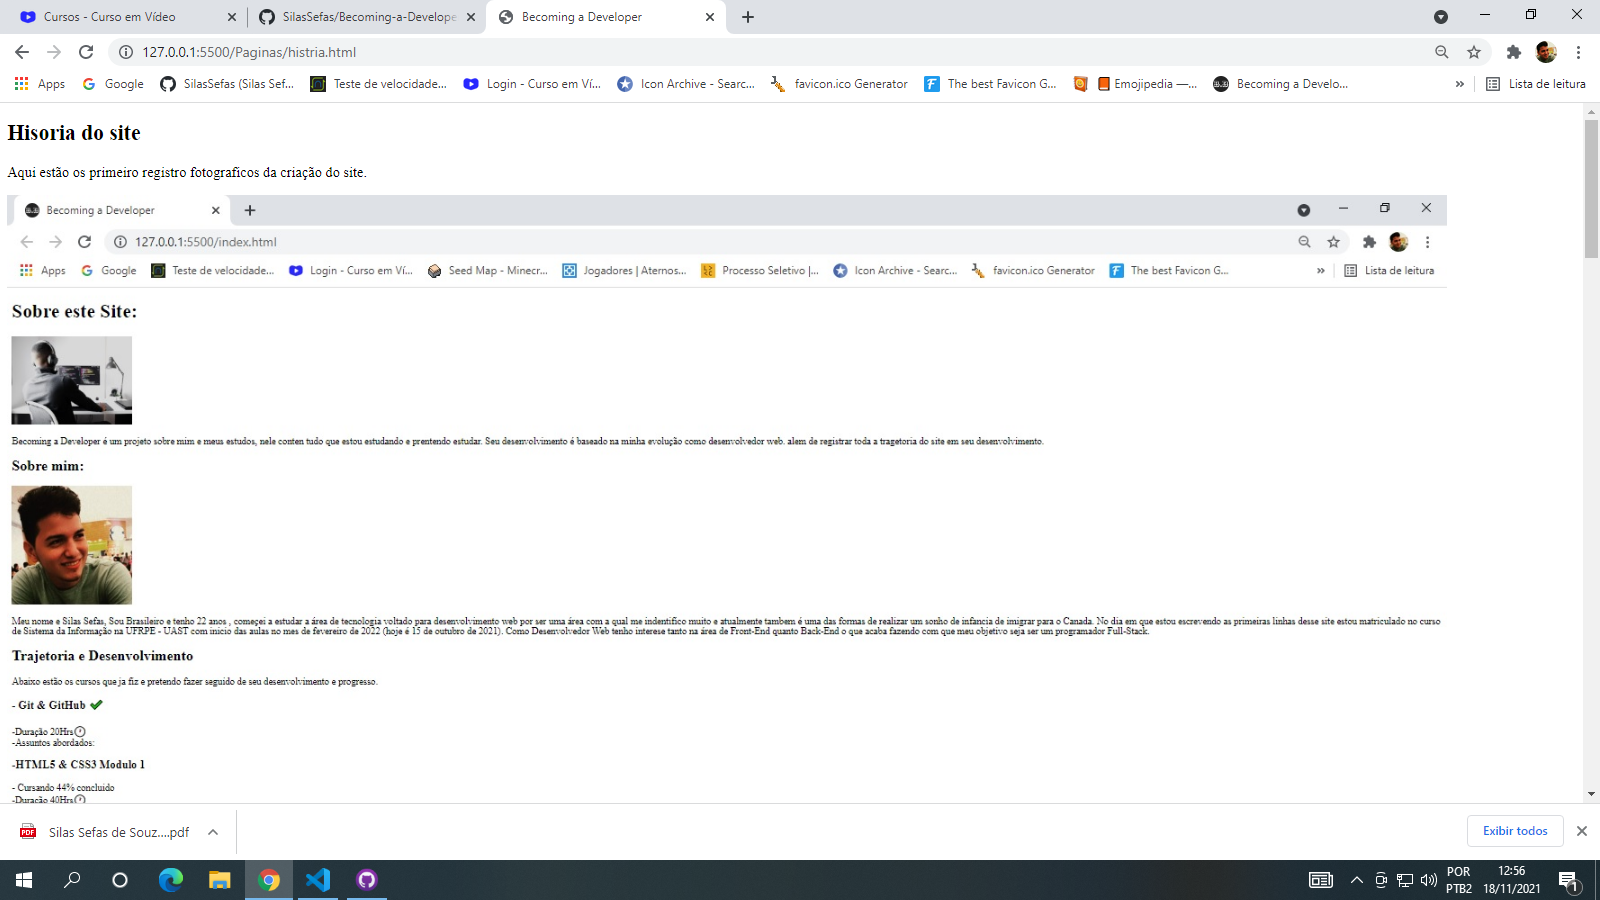 Cursos - Curso em Vídeo
SilasSefas/Becoming-a-Develope
Becoming a Developer
127.0.0.1:5500/Paginas/histria.html
Apps
Google
SilasSefas (Silas Sef...
Teste de velocidade...
Login - Curso em Ví...
Icon Archive - Searc...
favicon.ico Generator
The best Favicon G...
Emojipedia —...
Becoming a Develo...
»
Lista de leitura
Hisoria do site
Aqui estão os primeiro registro fotograficos da criação do site.
Becoming a Developer
127.0.0.1:5500/index.html
Apps
Google
Teste de velocidade...
Login - Curso em Ví...
Seed Map - Minecr...
Jogadores | Aternos...
Processo Seletivo |...
Icon Archive - Searc...
favicon.ico Generator
The best Favicon G...
»
Lista de leitura
Sobre este Site:
Becoming a Developer é um projeto sobre mim e meus estudos, nele conten tudo que estou estudando e prentendo estudar. Seu desenvolvimento é baseado na minha evolução como desenvolvedor web. alem de registrar toda a tragetoria do site em seu desenvolvimento.
Sobre mim:
Meu nome e Silas Sefas, Sou Brasileiro e tenho 22 anos , começei a estudar a área de tecnologia voltado para desenvolvimento web por ser uma área com a qual me indentifico muito e atualmente tambem é uma das formas de realizar um sonho de infancia de imigrar para o Canada. No dia em que estou escrevendo as primeiras linhas desse site estou matriculado no curso
de Sistema da Informação na UFRPE - UAST com inicio das aulas no mes de fevereiro de 2022 (hoje é 15 de outubro de 2021). Como Desenvolvedor Web tenho interese tanto na área de Front-End quanto Back-End o que acaba fazendo com que meu objetivo seja ser um programador Full-Stack.
Trajetoria e Desenvolvimento
Abaixo estão os cursos que ja fiz e pretendo fazer seguido de seu desenvolvimento e progresso.
- Git & GitHub
-Duração 20Hrs
-Assuntos abordados:
-HTML5 & CSS3 Modulo 1
- Cursando 44% concluido
-Duração 40Hrs
PDF
Silas Sefas de Souz....pdf
Exibir todos
POR
PTB2
12:56
18/11/2021
1